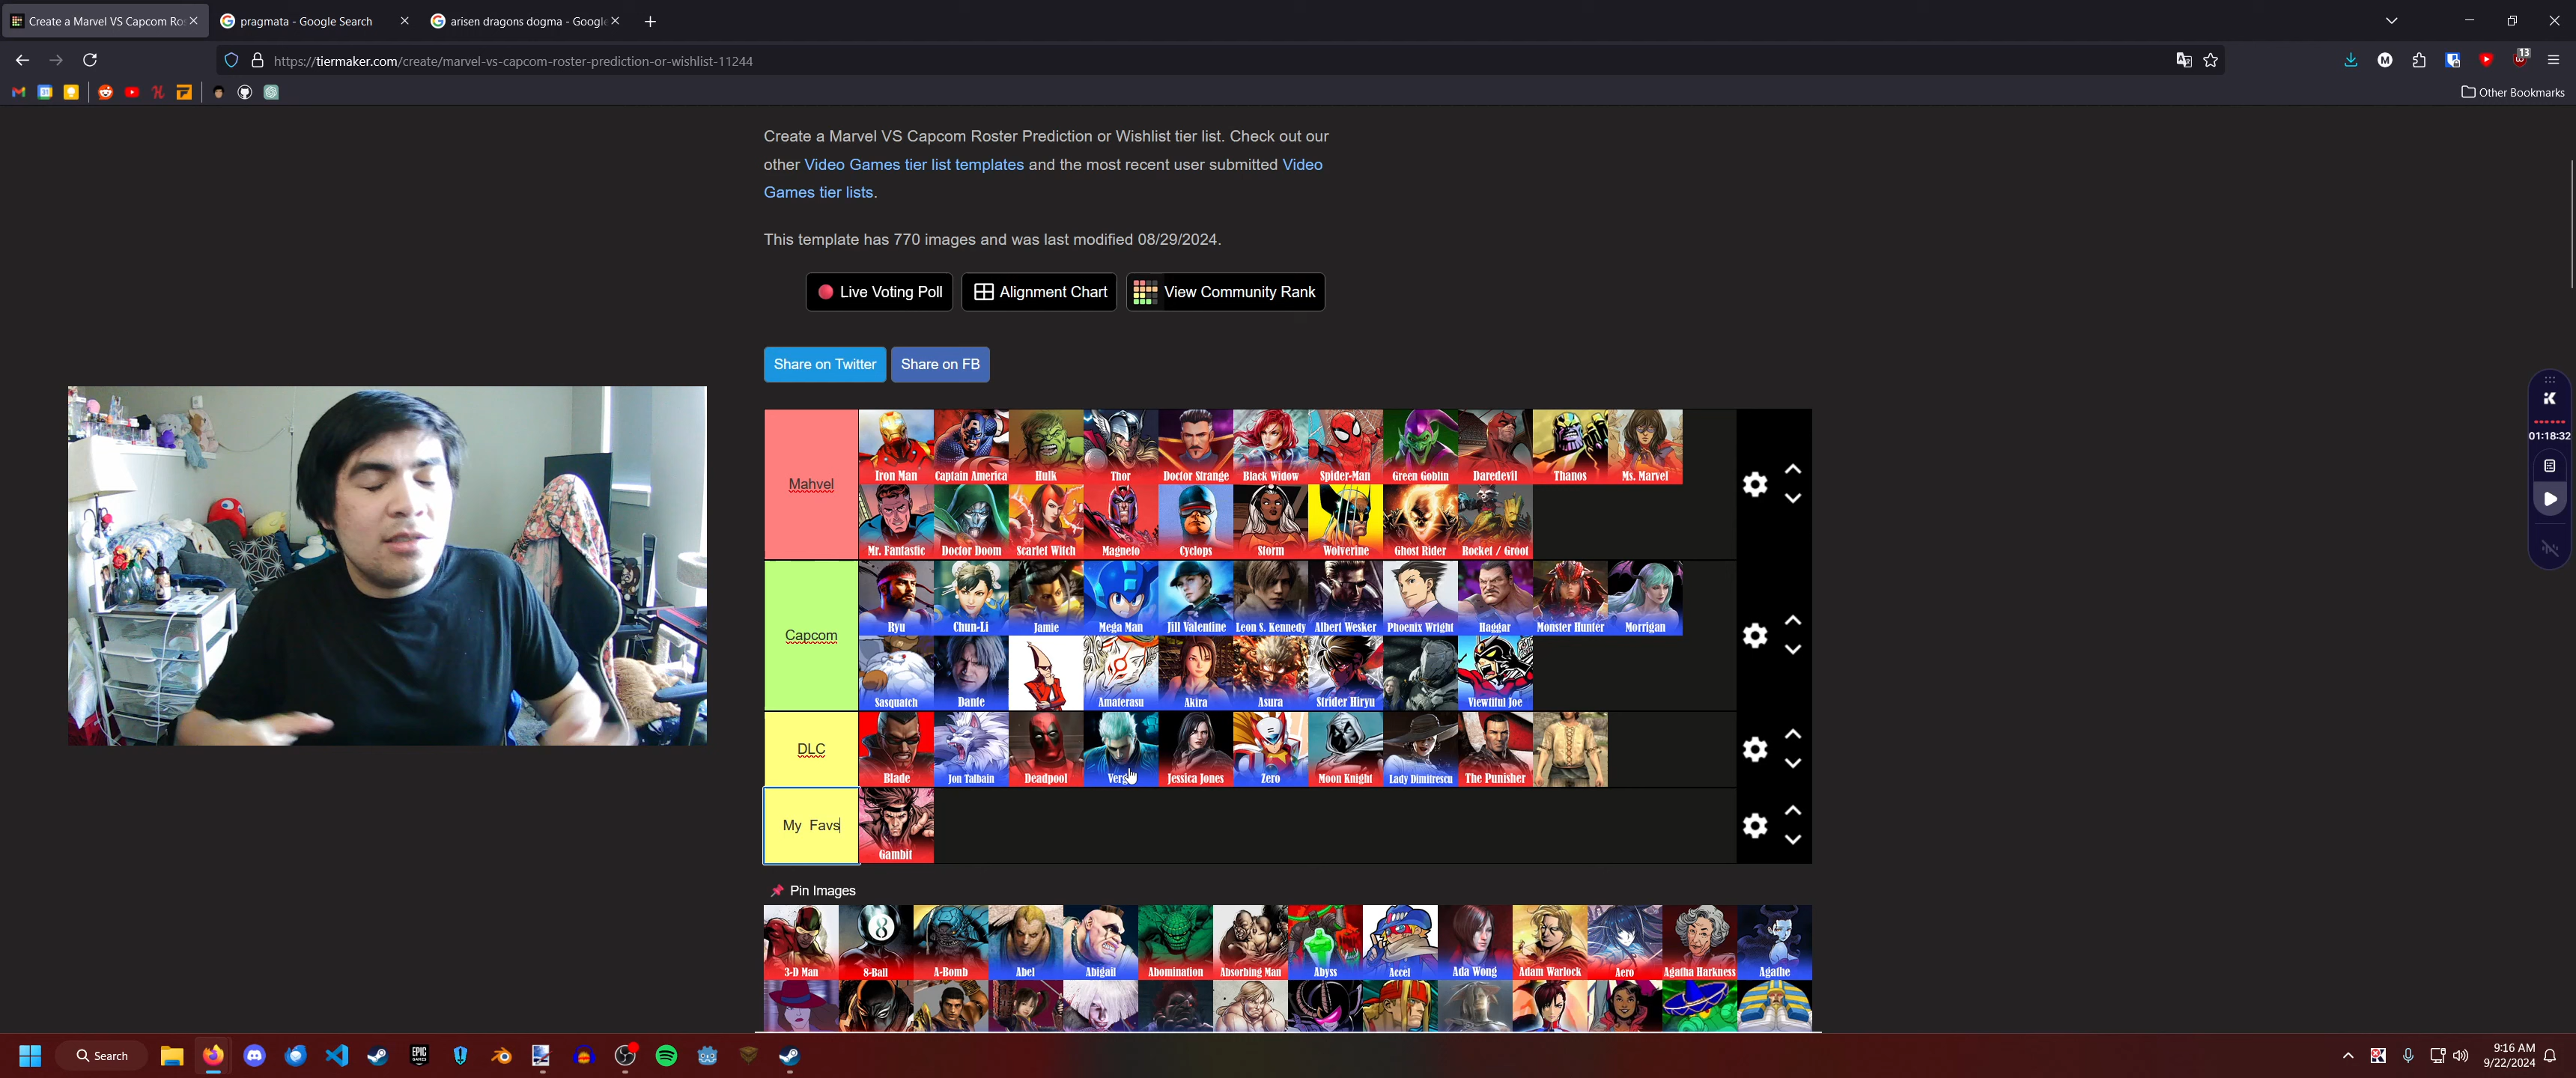 Create a Marvel VS Capcom Ros
pragmata - Google Search
arisen dragons dogma - Google
https://tiermaker.com/create/marvel-vs-capcom-roster-prediction-or-wishlist-11244
13
Other Bookmarks
Create a Marvel VS Capcom Roster Prediction or Wishlist tier list. Check out our
other Video Games tier list templates and the most recent user submitted Video
Games tier lists.
This template has 770 images and was last modified 08/29/2024.
Live Voting Poll
Alignment Chart
View Community Rank
Share on Twitter
Share on FB
01:18:32
Mahvel
Iron Man Captain America Hulk Thor Doctor Strange Black Widow Spider-Man Green Goblin Daredevil Thanos Ms. Marvel
Mr. Fantastic Doctor Doom Scarlet Witch Magneto Cyclops Storm Wolverine Ghost Rider Rocket / Groot
Capcom
Ryu Chun-Li Jamie Mega Man Jill Valentine Leon S. Kennedy Albert Wesker Phoenix Wright Haggar Monster Hunter Morrigan
Sasquatch Dante Amaterasu Akira Asura Strider Hiryu Viewtiful Joe
DLC
Blade Jon Talbain Deadpool Verg Jessica Jones Zero Moon Knight Lady Dimitrescu The Punisher
My Favs
Gambit
Pin Images
3-D Man 8-Ball A-Bomb Abel Abigail Abomination Absorbing Man Abyss Accel Ada Wong Adam Warlock Aero Agatha Harkness Agathe
Search
9:16 AM
9/22/2024